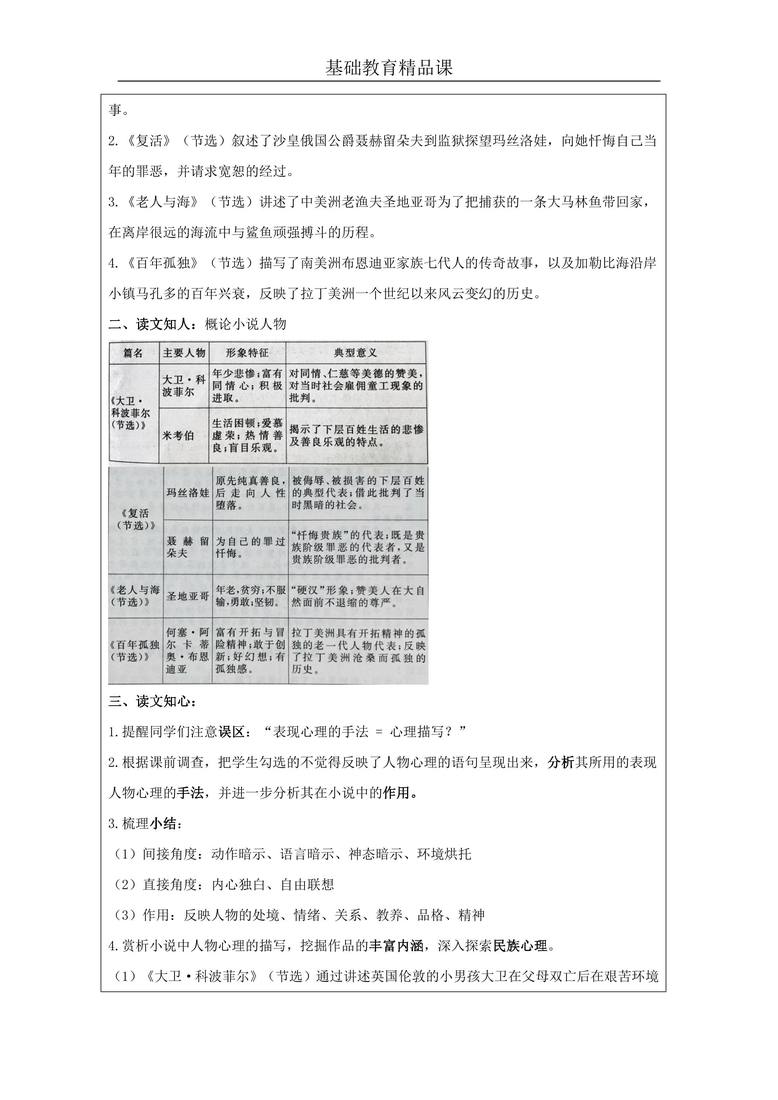 基础教育精品课
事。
2.《复活》（节选）叙述了沙皇俄国公爵聂赫留朵夫到监狱探望玛丝洛娃，向她忏悔自己当
年的罪恶，并请求宽恕的经过。
3.《老人与海》（节选）讲述了中美洲老渔夫圣地亚哥为了把捕获的一条大马林鱼带回家，
在离岸很远的海流中与鲨鱼顽强搏斗的历程。
4.《百年孤独》（节选）描写了南美洲布恩迪亚家族七代人的传奇故事，以及加勒比海沿岸
小镇马孔多的百年兴衰，反映了拉丁美洲一个世纪以来风云变幻的历史。
二、读文知人：概论小说人物
篇名 主要人物 形象特征 典型意义
《大卫·
科波菲尔
（节选）》
大卫·科
波菲尔
年少悲惨；富有
同情心；积极
进取。
对同情、仁慈等美德的赞美，
对当时社会雇佣童工现象的
批判。
米考伯
生活困顿；爱慕
虚荣；热情善
良；盲目乐观。
揭示了下层百姓生活的悲惨
及善良乐观的特点。
《复活
（节选）》
玛丝洛娃
原先纯真善良，
后走向人性
堕落。
被侮辱、被损害的下层百姓
的典型代表；借此批判了当
时黑暗的社会。
聂赫留
朵夫
为自己的罪过
忏悔。
“忏悔贵族”的代表；既是贵
族阶级罪恶的代表者，又是
贵族阶级罪恶的批判者。
《老人与海
（节选）》
圣地亚哥
年老，贫穷；不服
输，勇敢；坚韧。
“硬汉”形象；赞美人在大自
然面前不退缩的尊严。
《百年孤独
（节选）》
何塞·阿
尔卡蒂
奥·布恩
迪亚
富有开拓与冒
险精神；敢于创
新；好幻想；有
孤独感。
拉丁美洲具有开拓精神的孤
独的老一代人物代表；反映
了拉丁美洲沧桑而孤独的
历史。
三、读文知心：
1.提醒同学们注意误区：“表现心理的手法 = 心理描写？”
2.根据课前调查，把学生勾选的不觉得反映了人物心理的语句呈现出来，分析其所用的表现
人物心理的手法，并进一步分析其在小说中的作用。
3.梳理小结：
（1）间接角度：动作暗示、语言暗示、神态暗示、环境烘托
（2）直接角度：内心独白、自由联想
（3）作用：反映人物的处境、情绪、关系、教养、品格、精神
4.赏析小说中人物心理的描写，挖掘作品的丰富内涵，深入探索民族心理。
（1）《大卫·科波菲尔》（节选）通过讲述英国伦敦的小男孩大卫在父母双亡后在艰苦环境